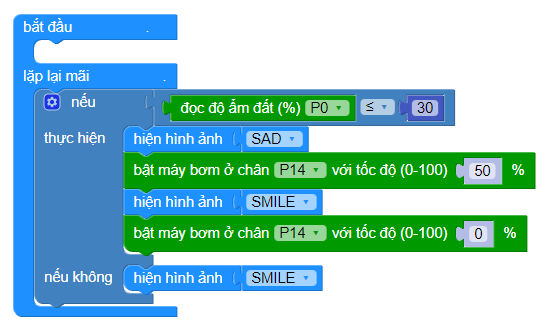 bắt đầu .
lặp lại mãi .
nếu đọc độ ẩm đất (%) P0 ≤ 30
thực hiện hiện hình ảnh SAD
bật máy bơm ở chân P14 với tốc độ (0-100) 50 %
hiện hình ảnh SMILE
bật máy bơm ở chân P14 với tốc độ (0-100) 0 %
nếu không hiện hình ảnh SMILE